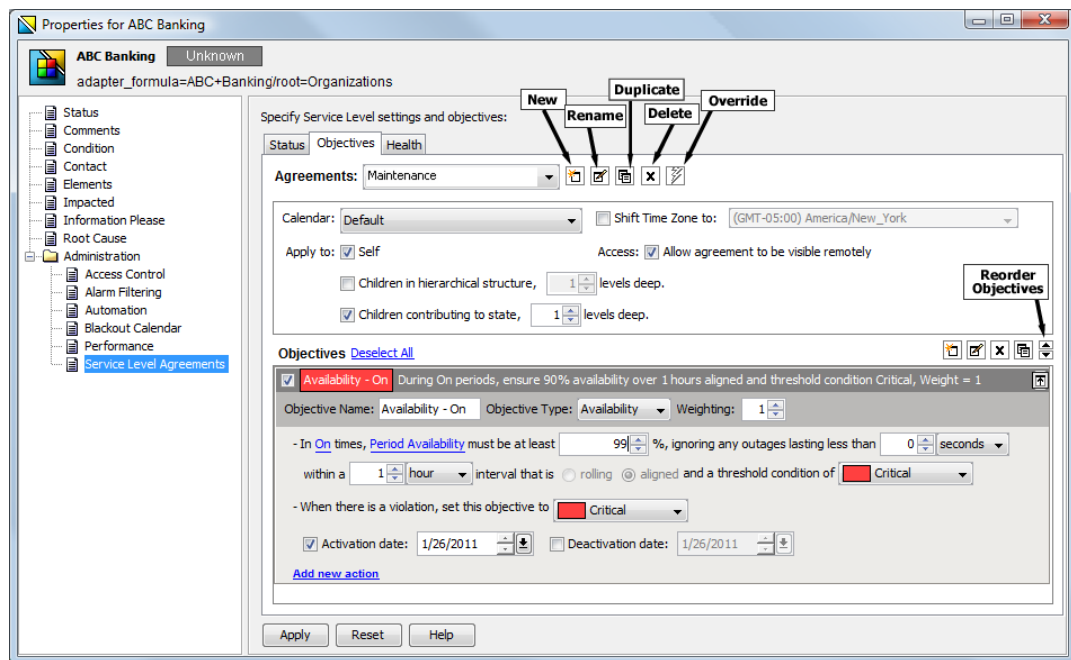 Properties for ABC Banking
ABC Banking Unknown
adapter_formula=ABC+Banking/root=Organizations
Status
Comments
Condition
Contact
Elements
Impacted
Information Please
Root Cause
Administration
Access Control
Alarm Filtering
Automation
Blackout Calendar
Performance
Service Level Agreements
New
Rename
Duplicate
Delete
Override
Specify Service Level settings and objectives:
Status Objectives Health
Agreements: Maintenance
Calendar: Default Shift Time Zone to: (GMT-05:00) America/New_York
Apply to: Self Access: Allow agreement to be visible remotely
Children in hierarchical structure, 1 levels deep.
Children contributing to state, 1 levels deep.
Reorder
Objectives
Objectives Deselect All
Availability - On During On periods, ensure 90% availability over 1 hours aligned and threshold condition Critical, Weight = 1
Objective Name: Availability - On Objective Type: Availability Weighting: 1
- In On times, Period Availability must be at least 99 %, ignoring any outages lasting less than 0 seconds
within a 1 hour interval that is rolling aligned and a threshold condition of Critical
- When there is a violation, set this objective to Critical
Activation date: 1/26/2011 Deactivation date: 1/26/2011
Add new action
Apply Reset Help